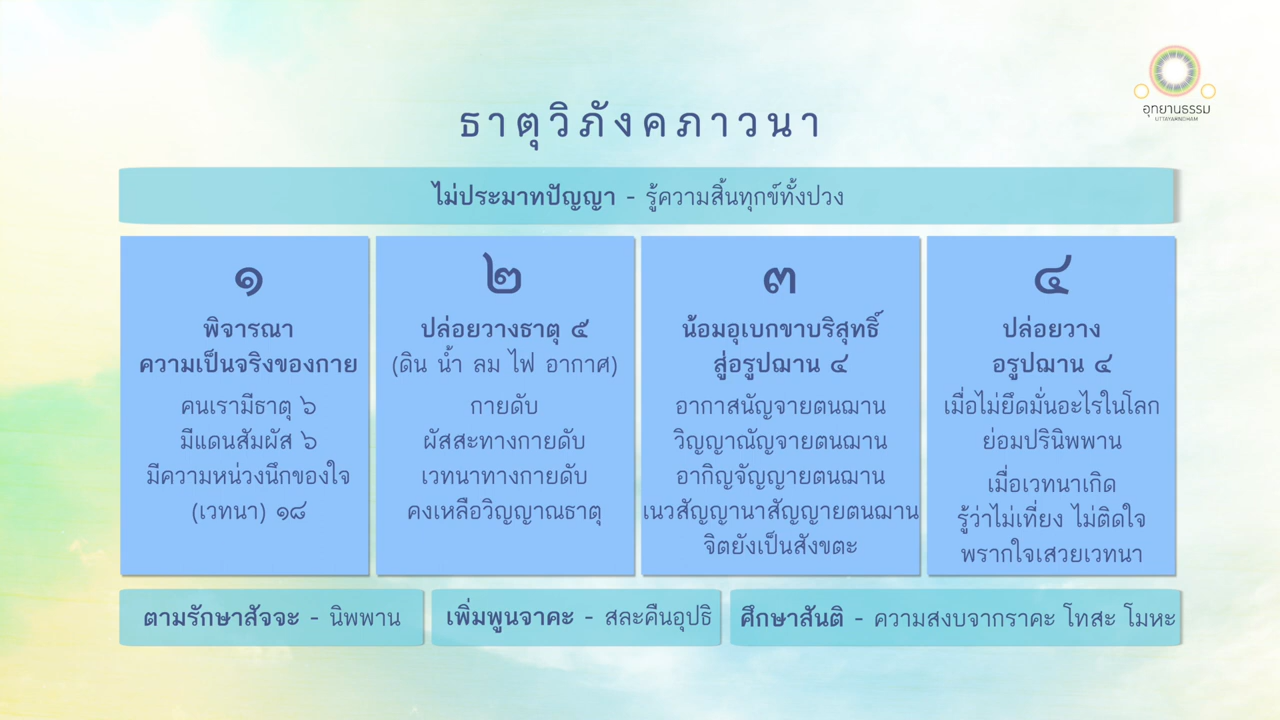 อุทยานธรรม
UTTAYARNDHAM
ธาตุวิภังคภาวนา
ไม่ประมาทปัญญา - รู้ความสิ้นทุกข์ทั้งปวง
๑
พิจารณา
ความเป็นจริงของกาย
คนเรามีธาตุ ๖
มีแดนสัมผัส ๖
มีความหน่วงนึกของใจ
(เวทนา) ๑๘
๒
ปล่อยวางธาตุ ๕
(ดิน น้ำ ลม ไฟ อากาศ)
กายดับ
ผัสสะทางกายดับ
เวทนาทางกายดับ
คงเหลือวิญญาณธาตุ
๓
น้อมอุเบกขาบริสุทธิ์
สู่อรูปฌาน ๔
อากาสนัญจายตนฌาน
วิญญาณัญจายตนฌาน
อากิญจัญญายตนฌาน
เนวสัญญานาสัญญายตนฌาน
จิตยังเป็นสังขตะ
๔
ปล่อยวาง
อรูปฌาน ๔
เมื่อไม่ยึดมั่นอะไรในโลก
ย่อมปรินิพพาน
เมื่อเวทนาเกิด
รู้ว่าไม่เที่ยง ไม่ติดใจ
พรากใจเสวยเวทนา
ตามรักษาสัจจะ - นิพพาน
เพิ่มพูนจาคะ - สละคืนอุปธิ
ศึกษาสันติ - ความสงบจากราคะ โทสะ โมหะ